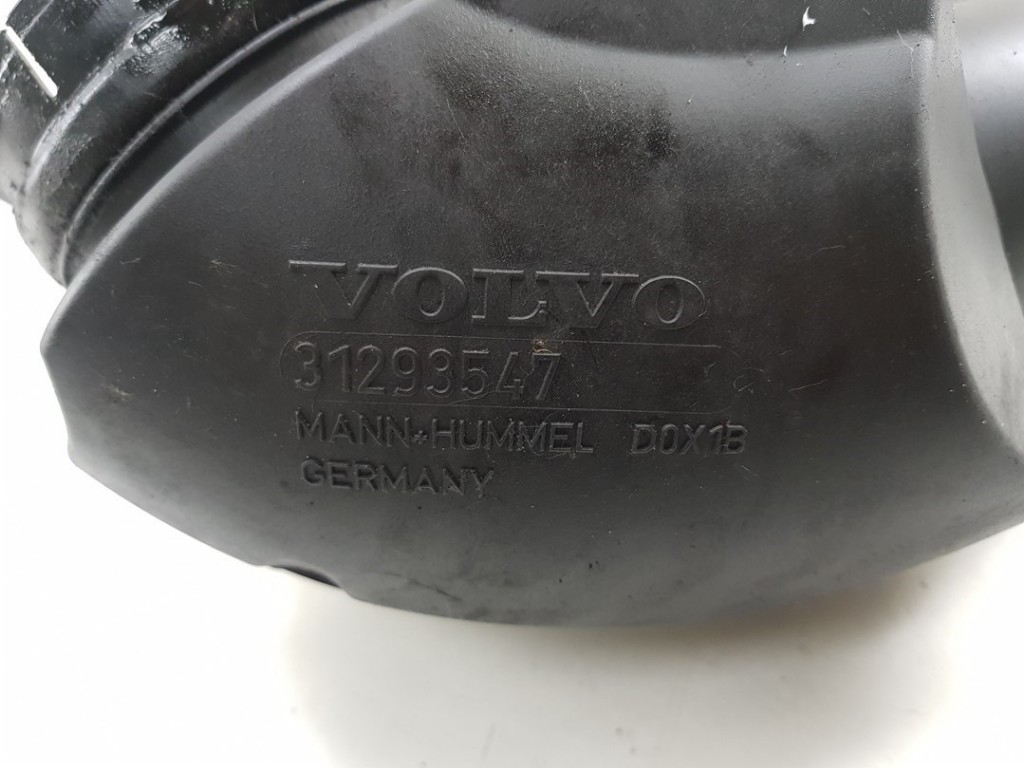 VOLVO
31293547
MANN+HUMMEL D0X1B
GERMANY